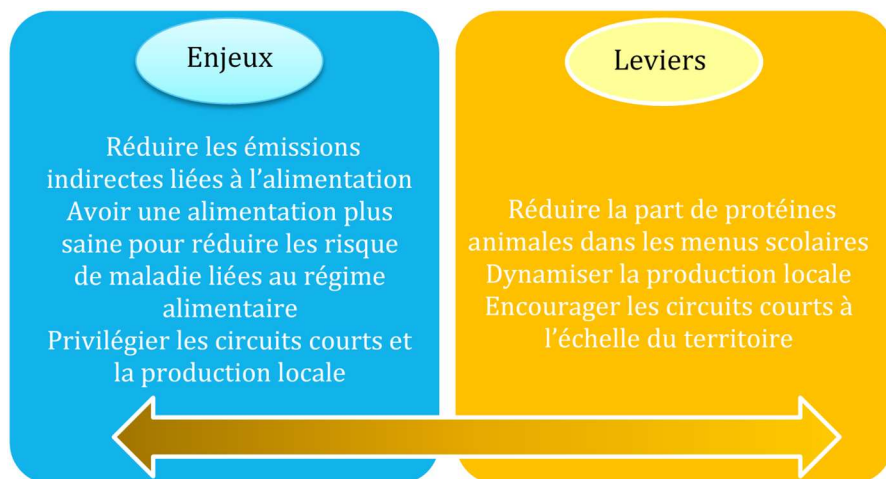 Enjeux
Réduire les émissions
indirectes liées à l'alimentation
Avoir une alimentation plus
saine pour réduire les risque
de maladie liées au régime
alimentaire
Privilégier les circuits courts et
la production locale
Leviers
Réduire la part de protéines
animales dans les menus scolaires
Dynamiser la production locale
Encourager les circuits courts à
l'échelle du territoire